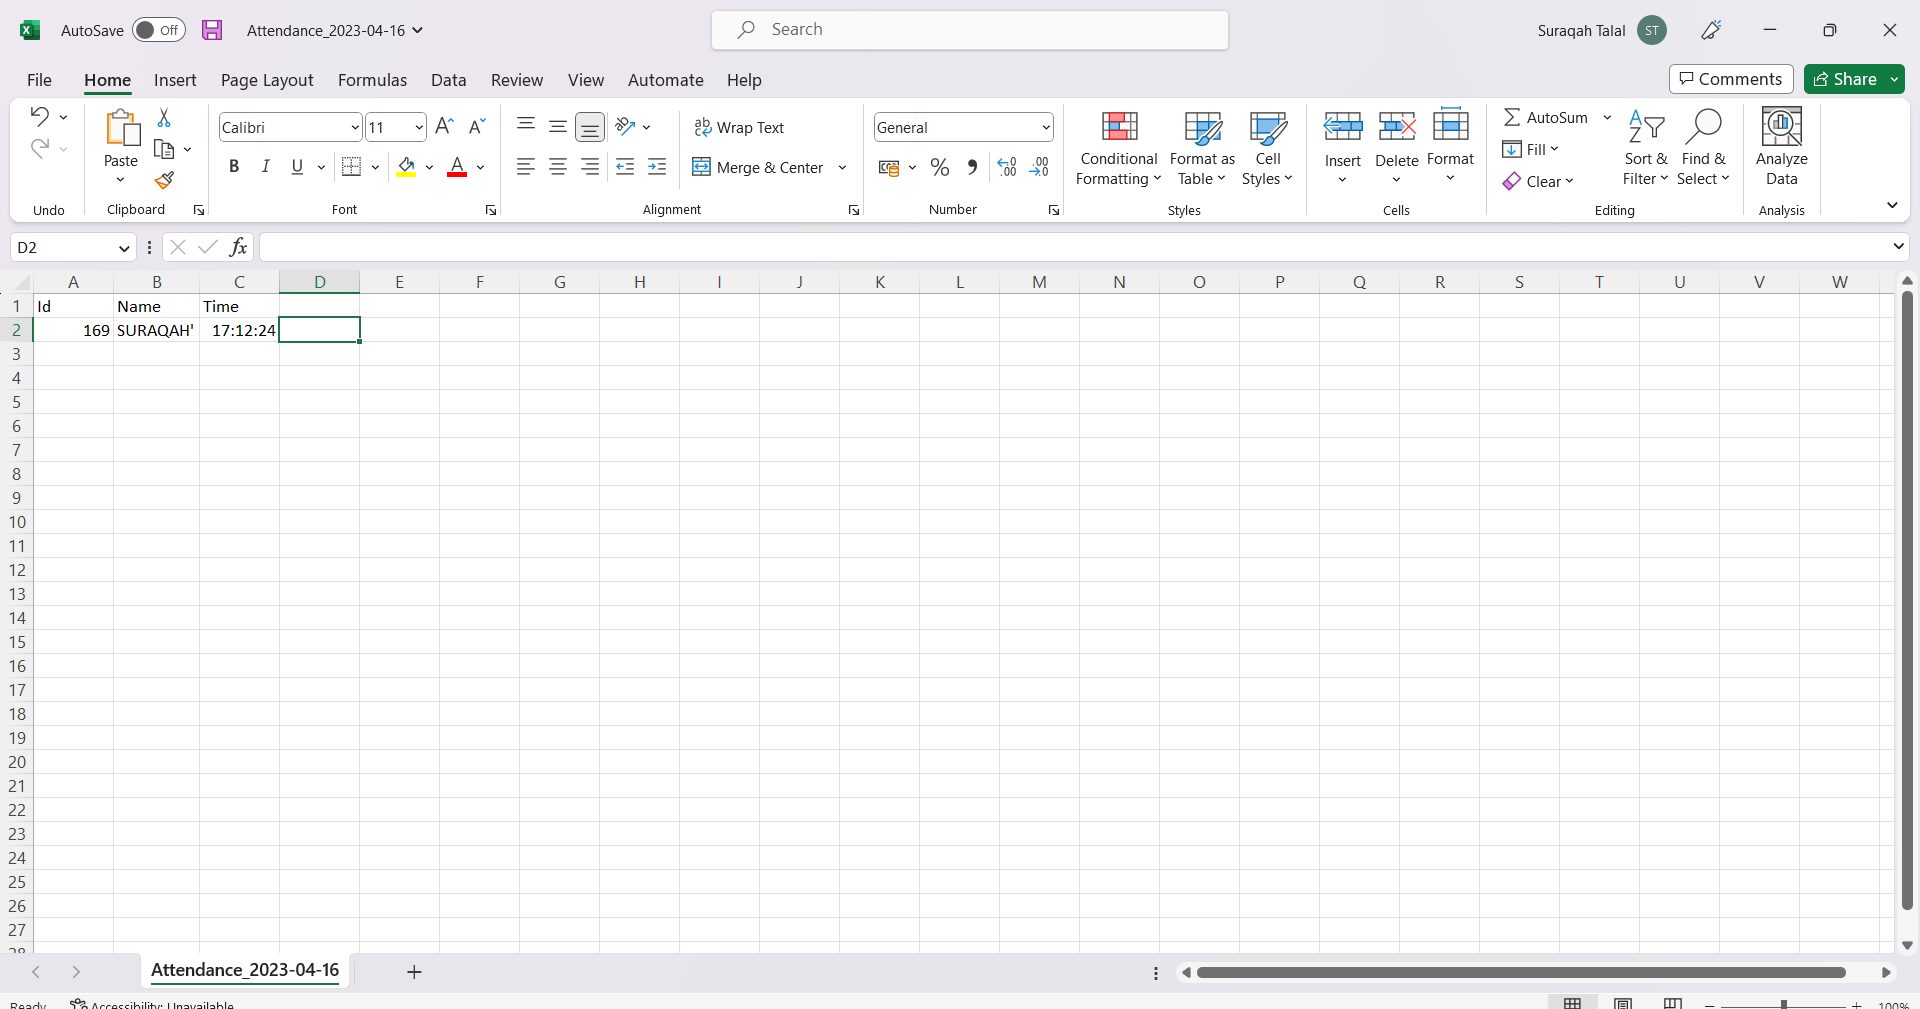 AutoSave Off Attendance_2023-04-16 Search Suraqah Talal ST
File Home Insert Page Layout Formulas Data Review View Automate Help Comments Share
Calibri 11 Wrap Text General AutoSum
Paste B I U A Merge & Center % Conditional Formatting Format as Table Cell Styles Insert Delete Format Fill Clear Sort & Filter Find & Select Analyze Data
Undo Clipboard Font Alignment Number Styles Cells Editing Analysis
D2 fx
A B C D E F G H I J K L M N O P Q R S T U V W
1 Id Name Time
2 169 SURAQAH' 17:12:24
3
4
5
6
7
8
9
10
11
12
13
14
15
16
17
18
19
20
21
22
23
24
25
26
27
28
Attendance_2023-04-16
Ready Accessibility: Unavailable 100%